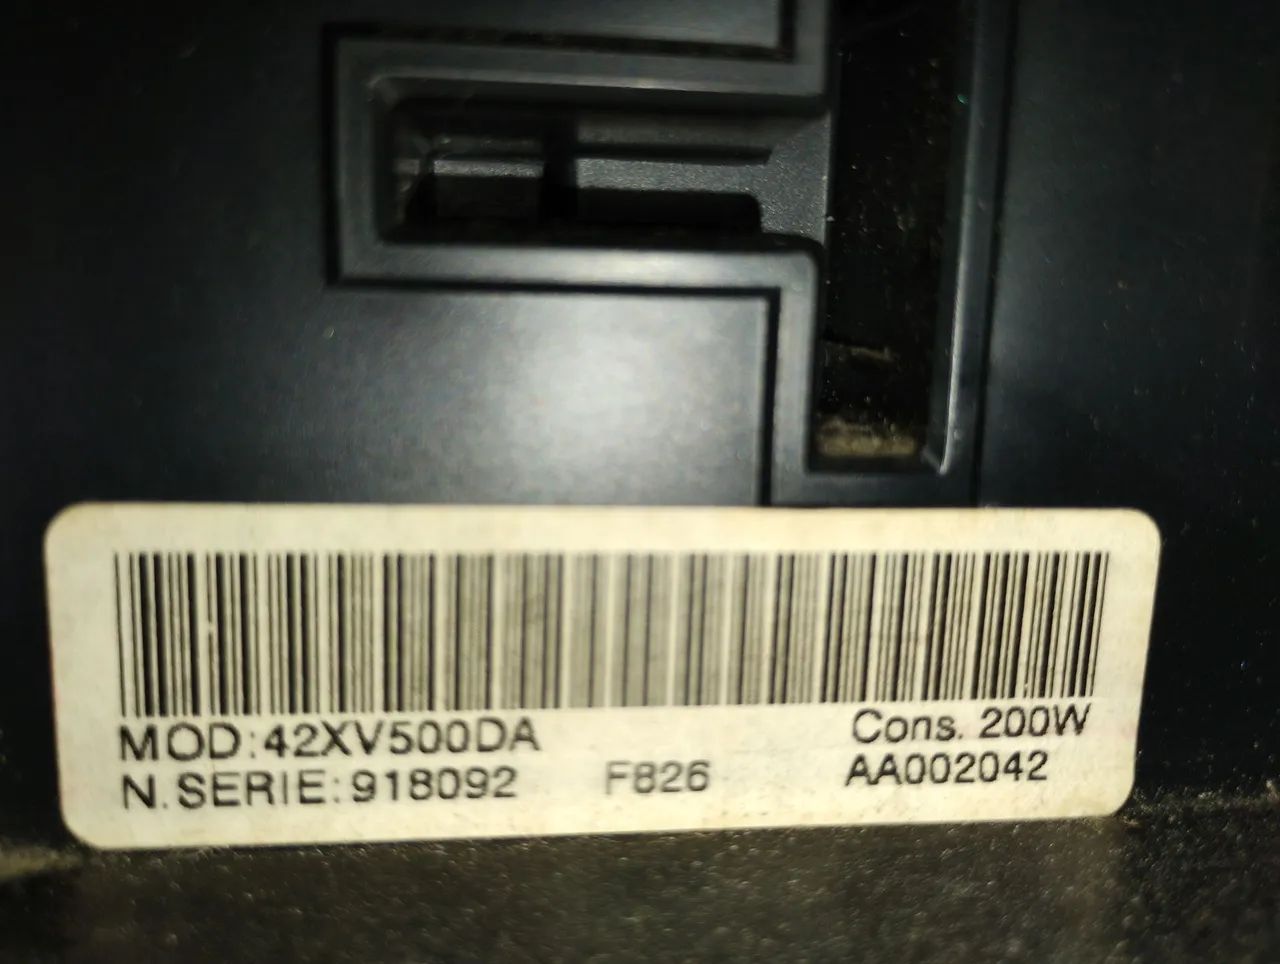 MOD:42XV500DA Cons. 200W
N.SERIE:918092 F826 AA002042